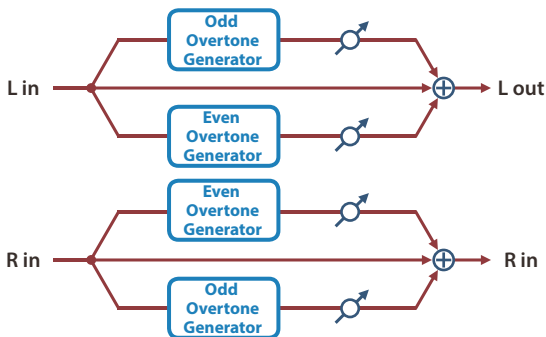 Odd
Overtone
Generator
L in
L out
Even
Overtone
Generator
Even
Overtone
Generator
R in
R in
Odd
Overtone
Generator